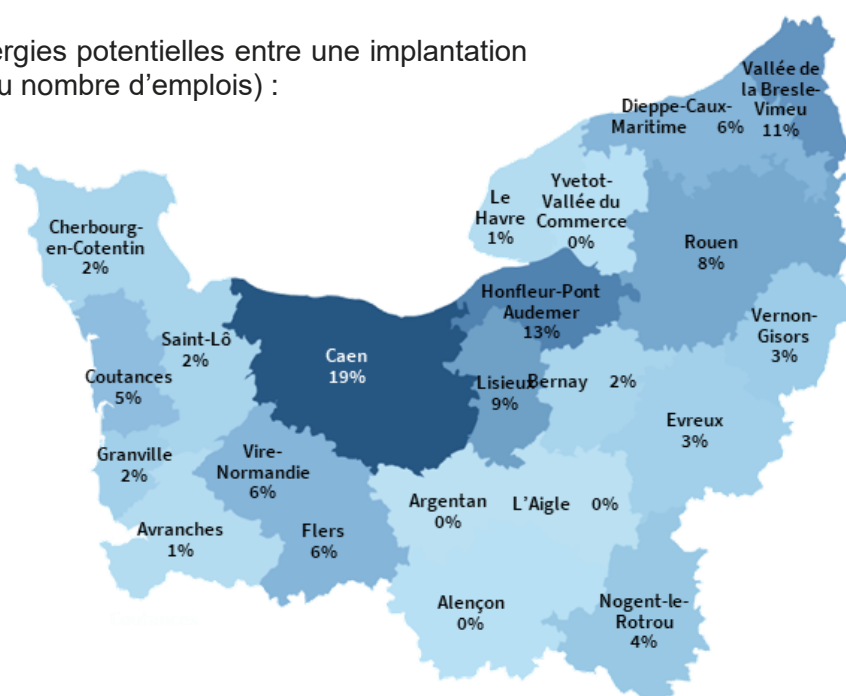 ergies potentielles entre une implantation
u nombre d’emplois) :
Vallée de
la Bresle-
Vimeu
11%
Dieppe-Caux-
Maritime 6%
Le
Havre
1%
Yvetot-
Vallée du
Commerce
0%
Rouen
8%
Cherbourg-
en-Cotentin
2%
Honfleur-Pont
Audemer
13%
Vernon-
Gisors
3%
Saint-Lô
2%
Caen
19%
Coutances
5%
Lisieux
9%
Bernay 2%
Evreux
3%
Granville
2%
Vire-
Normandie
6%
Argentan
0%
L’Aigle 0%
Avranches
1%
Flers
6%
Alençon
0%
Nogent-le-
Rotrou
4%